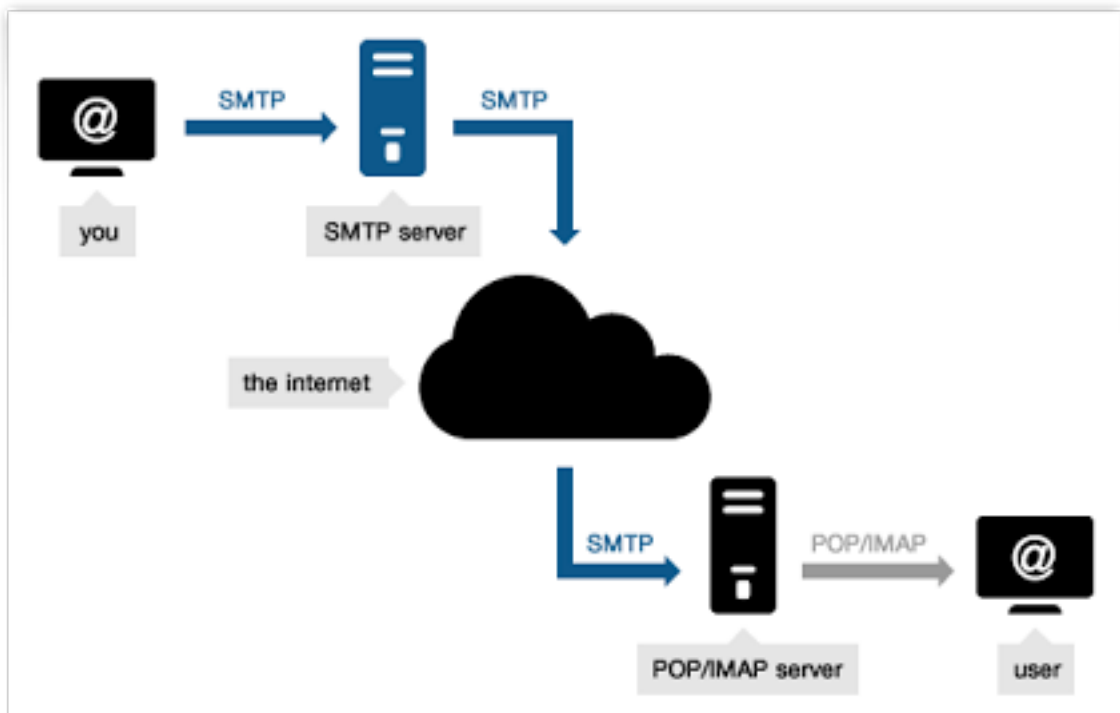 @
SMTP
SMTP
you
SMTP server
the internet
SMTP
POP/IMAP
@
POP/IMAP server
user